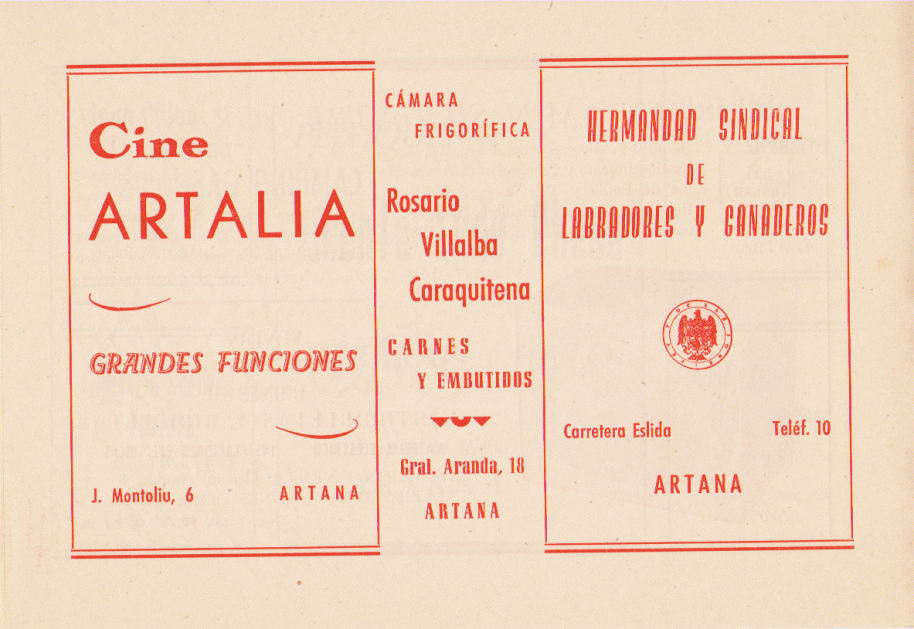 Cine
ARTALIA
GRANDES FUNCIONES
J. Montoliu, 6 ARTANA
CÁMARA
FRIGORÍFICA
Rosario
Villalba
Caraquitena
CARNES
Y EMBUTIDOS
Gral. Aranda, 18
ARTANA
HERMANDAD SINDICAL
DE
LABRADORES Y GANADEROS
Carretera Eslida Teléf. 10
ARTANA